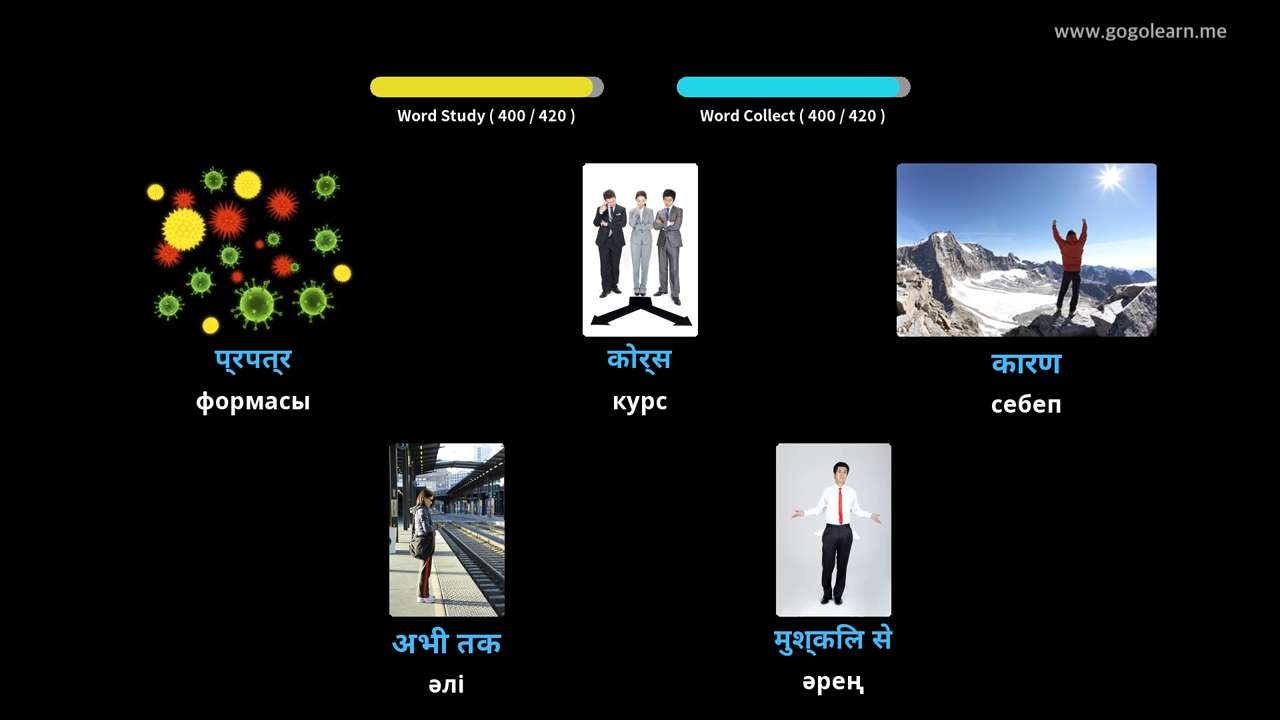 www.gogolearn.me
Word Study ( 400 / 420 )
Word Collect ( 400 / 420 )
प्रपत्र
формасы
कोर्स
курс
कारण
себеп
अभी तक
әлі
मुश्किल से
әрең